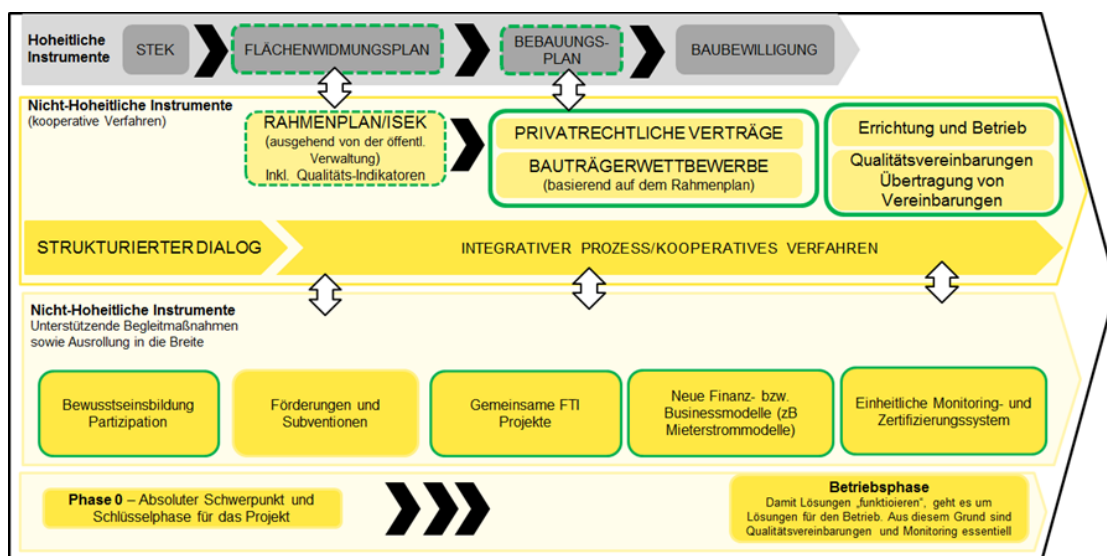 Hoheitliche
Instrumente
STEK
FLÄCHENWIDMUNGSPLAN
BEBAUUNGS-
PLAN
BAUBEWILLIGUNG
Nicht-Hoheitliche Instrumente
(kooperative Verfahren)
RAHMENPLAN/ISEK
(ausgehend von der öffentl.
Verwaltung)
Inkl. Qualitäts-Indikatoren
PRIVATRECHTLICHE VERTRÄGE
BAUTRÄGERWETTBEWERBE
(basierend auf dem Rahmenplan)
Errichtung und Betrieb
Qualitätsvereinbarungen
Übertragung von
Vereinbarungen
STRUKTURIERTER DIALOG
INTEGRATIVER PROZESS/KOOPERATIVES VERFAHREN
Nicht-Hoheitliche Instrumente
Unterstützende Begleitmaßnahmen
sowie Ausrollung in die Breite
Bewusstseinsbildung
Partizipation
Förderungen und
Subventionen
Gemeinsame FTI
Projekte
Neue Finanz- bzw.
Businessmodelle (zB
Mieterstrommodelle)
Einheitliche Monitoring- und
Zertifizierungssystem
Phase 0 – Absoluter Schwerpunkt und
Schlüsselphase für das Projekt
Betriebsphase
Damit Lösungen „funktioieren“, geht es um
Lösungen für den Betrieb. Aus diesem Grund sind
Qualitätsvereinbarungen und Monitoring essentiell